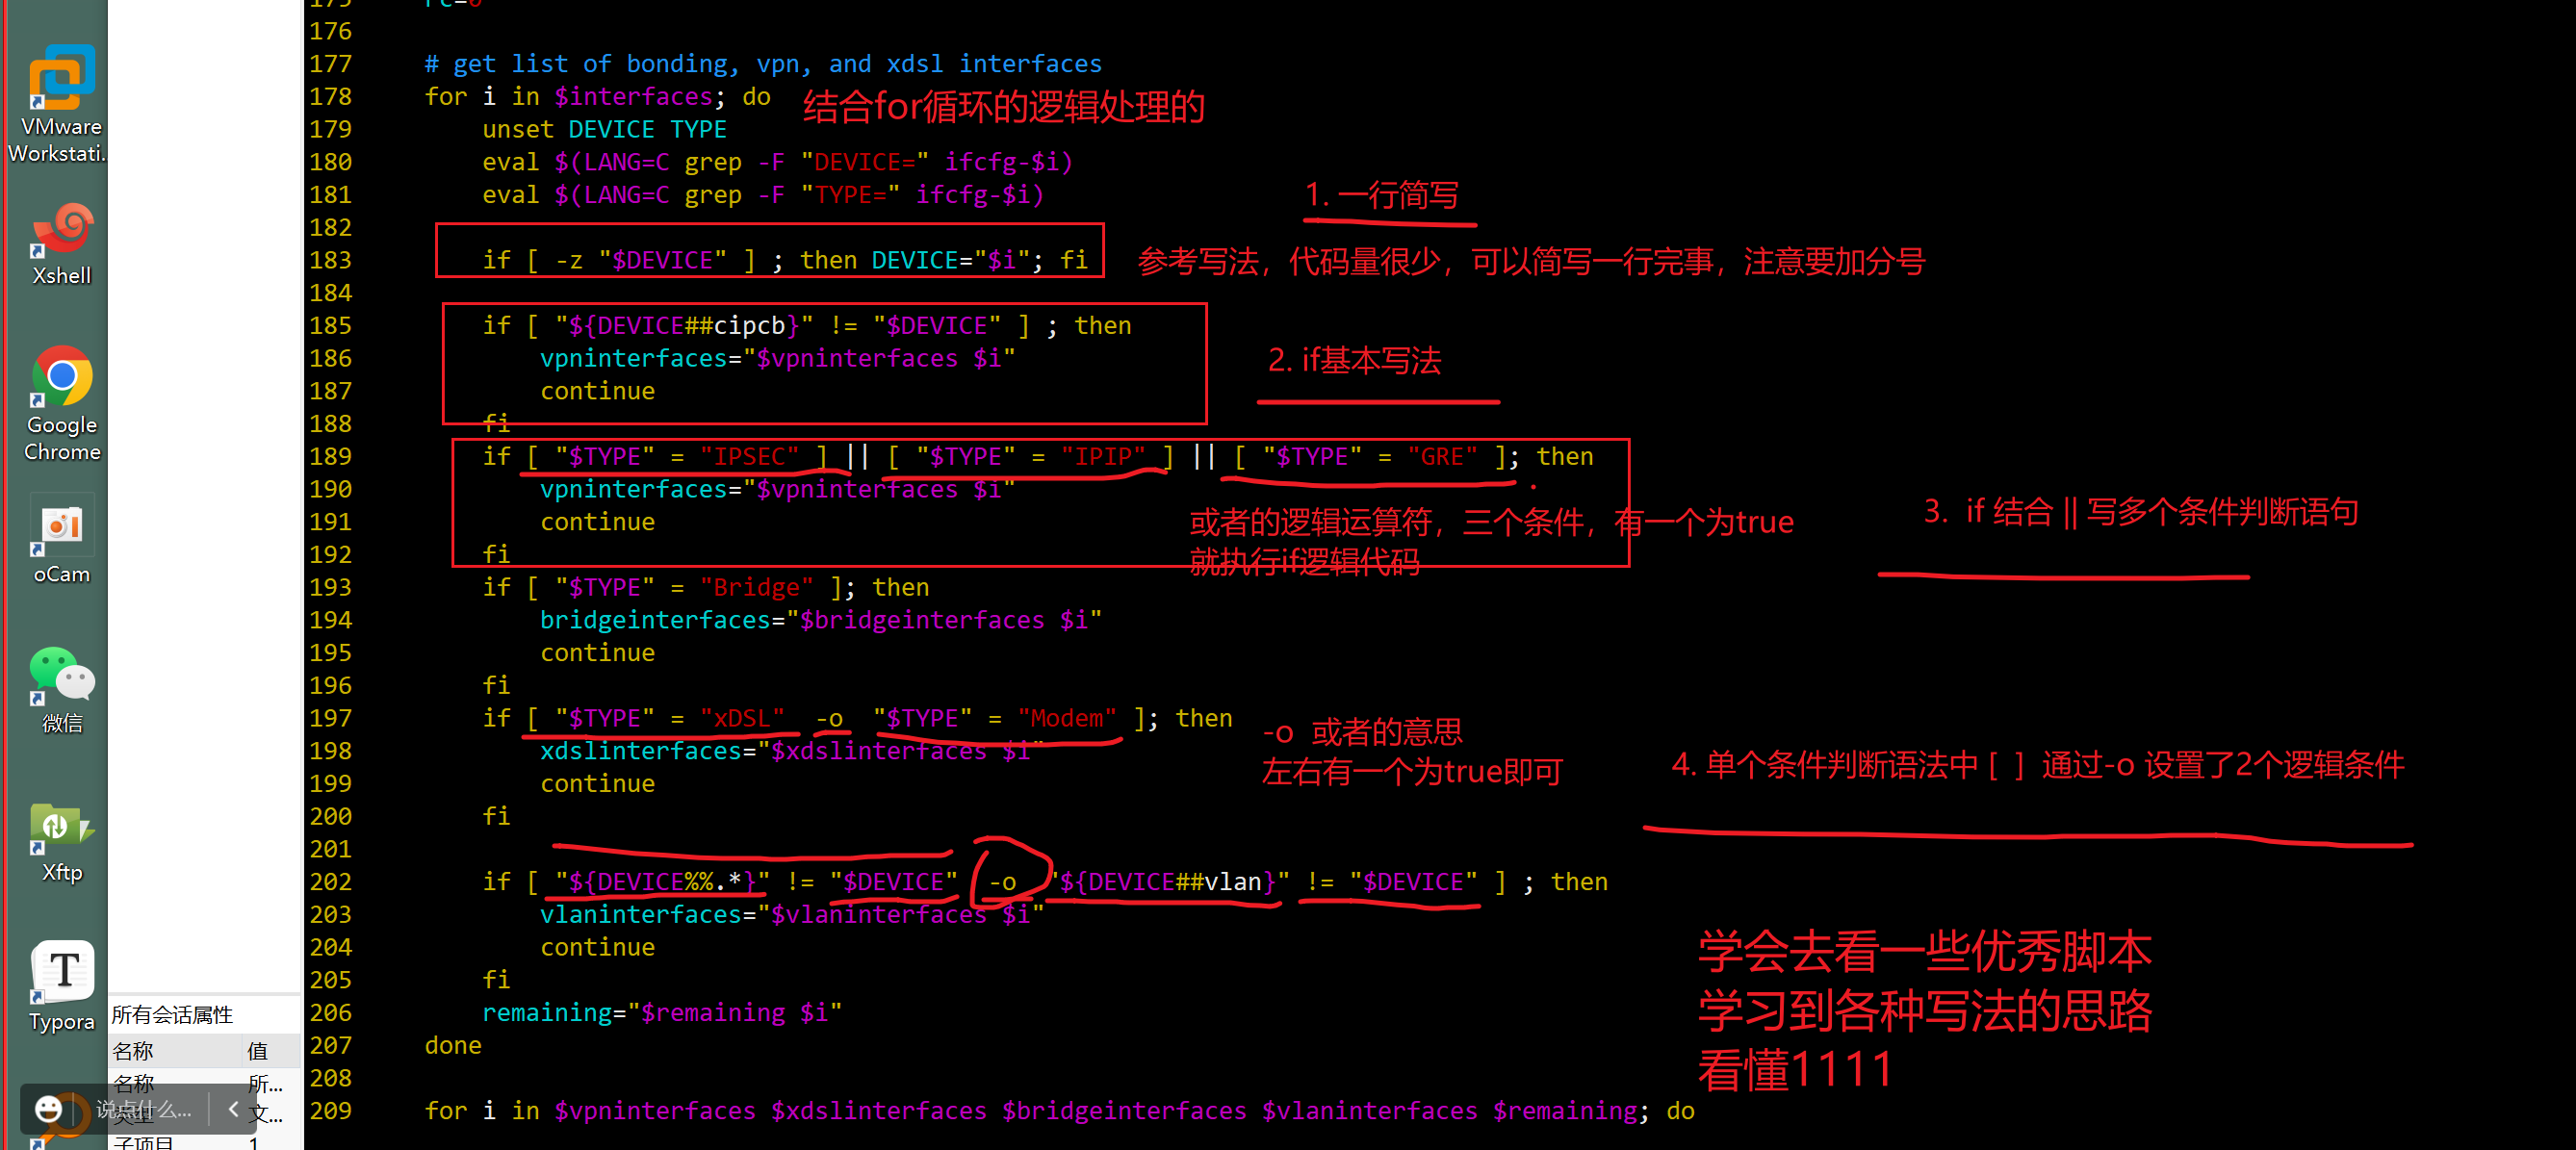 VMware
Workstati...
Xshell
Google
Chrome
oCam
微信
Xftp
Typora
所有会话属性
名称 值
名称 所...
类型 文...
子项目 1
说点什么...
175 rc=0
176
177 # get list of bonding, vpn, and xdsl interfaces
178 for i in $interfaces; do
179 unset DEVICE TYPE
180 eval $(LANG=C grep -F "DEVICE=" ifcfg-$i)
181 eval $(LANG=C grep -F "TYPE=" ifcfg-$i)
182
183 if [ -z "$DEVICE" ] ; then DEVICE="$i"; fi
184
185 if [ "${DEVICE##cipcb}" != "$DEVICE" ] ; then
186 vpninterfaces="$vpninterfaces $i"
187 continue
188 fi
189 if [ "$TYPE" = "IPSEC" ] || [ "$TYPE" = "IPIP" ] || [ "$TYPE" = "GRE" ]; then
190 vpninterfaces="$vpninterfaces $i"
191 continue
192 fi
193 if [ "$TYPE" = "Bridge" ]; then
194 bridgeinterfaces="$bridgeinterfaces $i"
195 continue
196 fi
197 if [ "$TYPE" = "xDSL" -o "$TYPE" = "Modem" ]; then
198 xdslinterfaces="$xdslinterfaces $i"
199 continue
200 fi
201
202 if [ "${DEVICE%%.*}" != "$DEVICE" -o "${DEVICE##vlan}" != "$DEVICE" ] ; then
203 vlaninterfaces="$vlaninterfaces $i"
204 continue
205 fi
206 remaining="$remaining $i"
207 done
208
209 for i in $vpninterfaces $xdslinterfaces $bridgeinterfaces $vlaninterfaces $remaining; do
结合for循环的逻辑处理的
1. 一行简写
参考写法，代码量很少，可以简写一行完事，注意要加分号
2. if基本写法
或者的逻辑运算符，三个条件，有一个为true
就执行if逻辑代码
3. if 结合 || 写多个条件判断语句
-o 或者的意思
左右有一个为true即可
4. 单个条件判断语法中 [ ] 通过-o 设置了2个逻辑条件
学会去看一些优秀脚本
学习到各种写法的思路
看懂1111